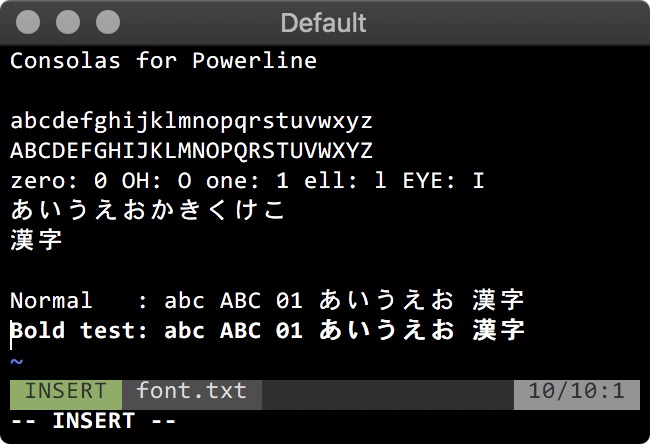 Default
Consolas for Powerline
abcdefghijklmnopqrstuvwxyz
ABCDEFGHIJKLMNOPQRSTUVWXYZ
zero: 0 OH: O one: 1 ell: l EYE: I
あいうえおかきくけこ
漢字
Normal   : abc ABC 01 あいうえお 漢字
Bold test: abc ABC 01 あいうえお 漢字
~
INSERT font.txt 10/10:1
-- INSERT --